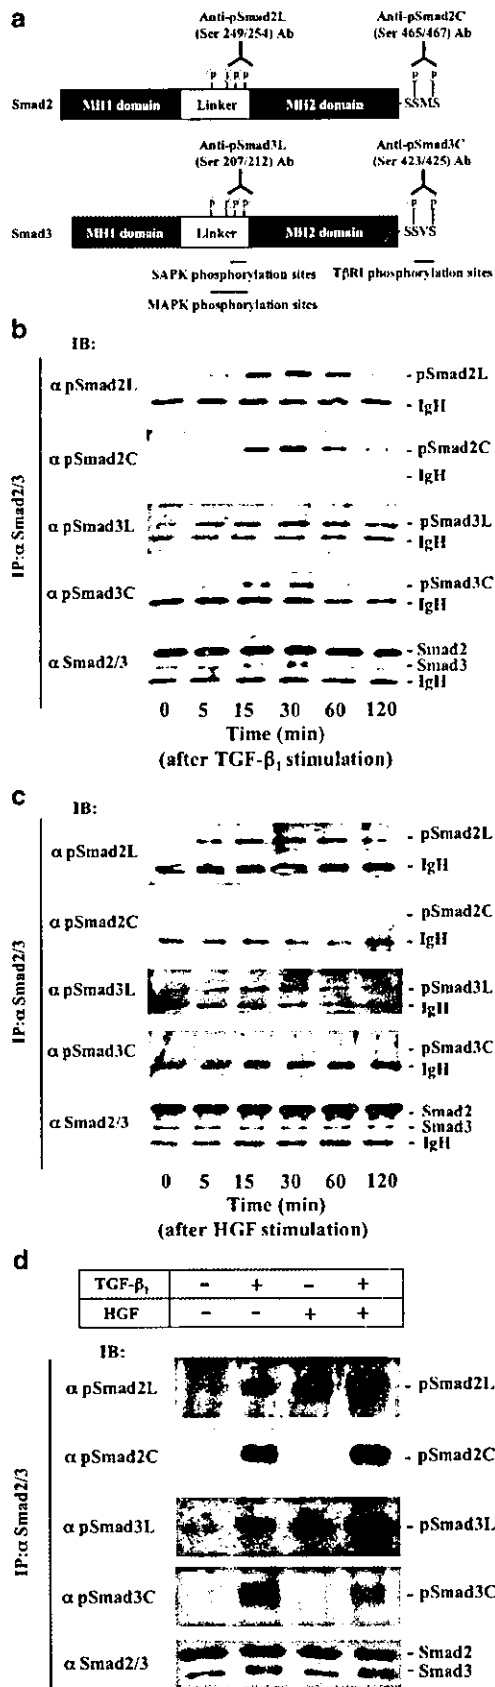 a
Anti-pSmad2L Anti-pSmad2C
(Ser 249/254) Ab (Ser 465/467) Ab
P P P P P P
Smad2 MH1 domain Linker MH2 domain SSMS
Anti-pSmad3L Anti-pSmad3C
(Ser 207/212) Ab (Ser 423/425) Ab
P P P P P P
Smad3 MH1 domain Linker MH2 domain SSVS
SAPK phosphorylation sites TβRI phosphorylation sites
MAPK phosphorylation sites
b
IB:
IP:α Smad2/3
α pSmad2L - pSmad2L
IgH
α pSmad2C - pSmad2C
IgH
α pSmad3L - pSmad3L
- IgH
α pSmad3C - pSmad3C
- IgH
α Smad2/3 - Smad2
- Smad3
- IgH
0 5 15 30 60 120
Time (min)
(after TGF-β₁ stimulation)
c
IB:
IP:α Smad2/3
α pSmad2L - pSmad2L
- IgH
α pSmad2C - pSmad2C
- IgH
α pSmad3L - pSmad3L
- IgH
α pSmad3C - pSmad3C
- IgH
α Smad2/3 - Smad2
- Smad3
- IgH
0 5 15 30 60 120
Time (min)
(after HGF stimulation)
d
TGF-β₁ - + - +
HGF - - + +
IB:
IP:α Smad2/3
α pSmad2L - pSmad2L
α pSmad2C - pSmad2C
α pSmad3L - pSmad3L
α pSmad3C - pSmad3C
α Smad2/3 - Smad2
- Smad3